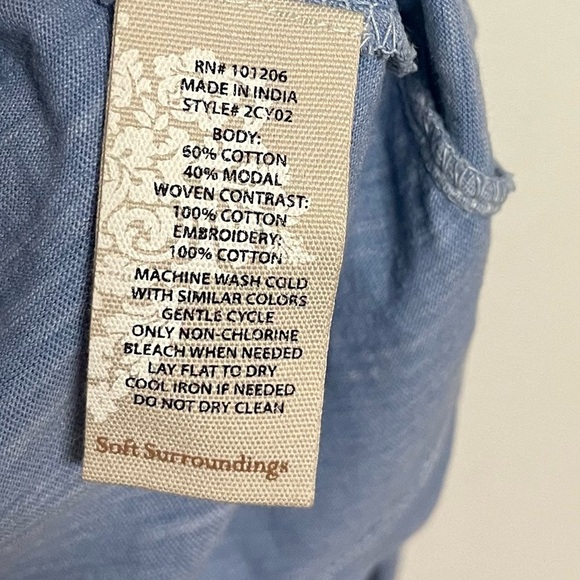 RN# 101206
MADE IN INDIA
STYLE# 2CY02
BODY:
60% COTTON
40% MODAL
WOVEN CONTRAST:
100% COTTON
EMBROIDERY:
100% COTTON
MACHINE WASH COLD
WITH SIMILAR COLORS
GENTLE CYCLE
ONLY NON-CHLORINE
BLEACH WHEN NEEDED
LAY FLAT TO DRY
COOL IRON IF NEEDED
DO NOT DRY CLEAN
Soft Surroundings